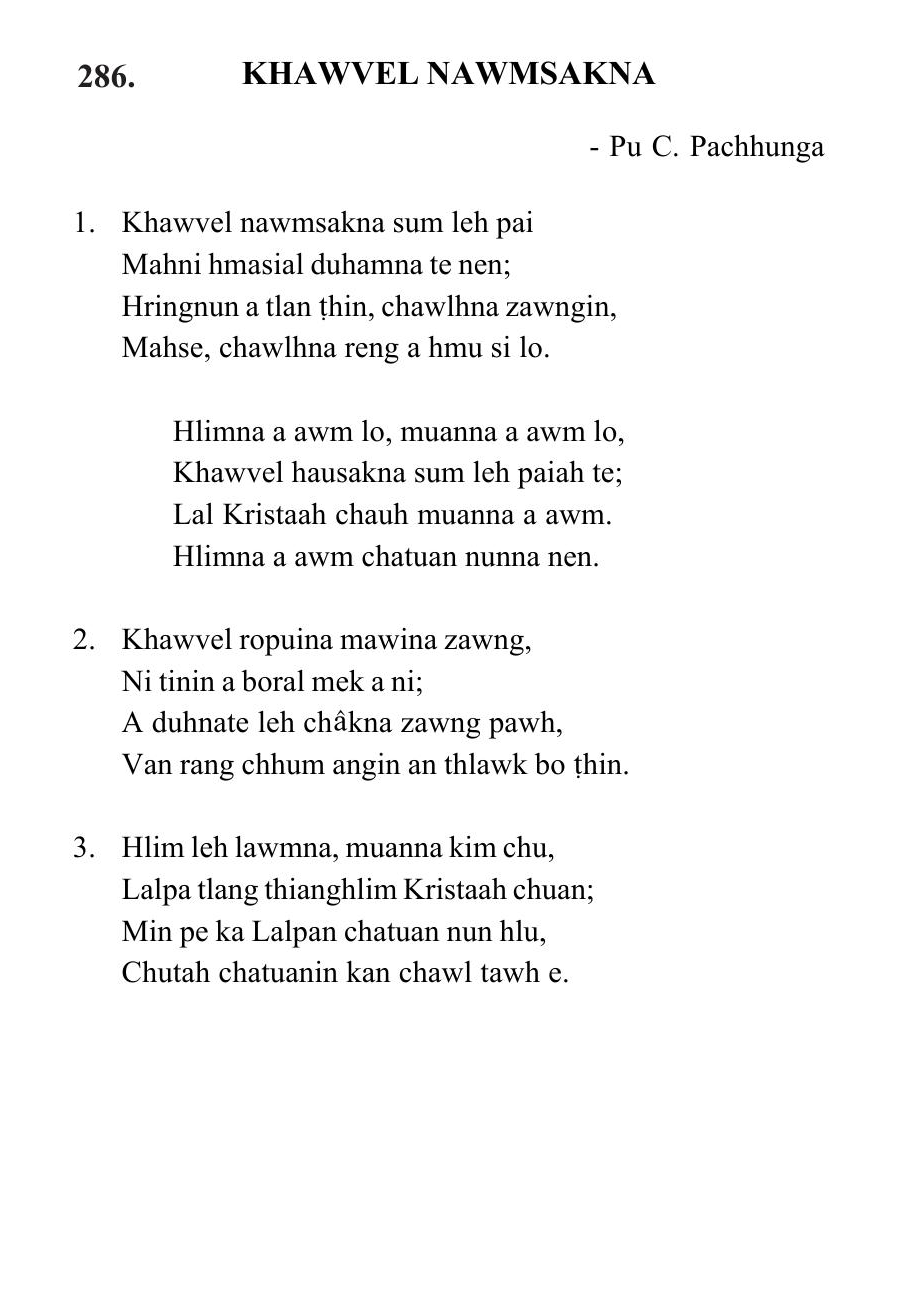 286. KHAWVEL NAWMSAKNA
- Pu C. Pachhunga
1. Khawvel nawmsakna sum leh pai
Mahni hmasial duhamna te nen;
Hringnun a tlan ṭhin, chawlhna zawngin,
Mahse, chawlhna reng a hmu si lo.
Hlimna a awm lo, muanna a awm lo,
Khawvel hausakna sum leh paiah te;
Lal Kristaah chauh muanna a awm.
Hlimna a awm chatuan nunna nen.
2. Khawvel ropuina mawina zawng,
Ni tinin a boral mek a ni;
A duhnate leh châkna zawng pawh,
Van rang chhum angin an thlawk bo ṭhin.
3. Hlim leh lawmna, muanna kim chu,
Lalpa tlang thianghlim Kristaah chuan;
Min pe ka Lalpan chatuan nun hlu,
Chutah chatuanin kan chawl tawh e.